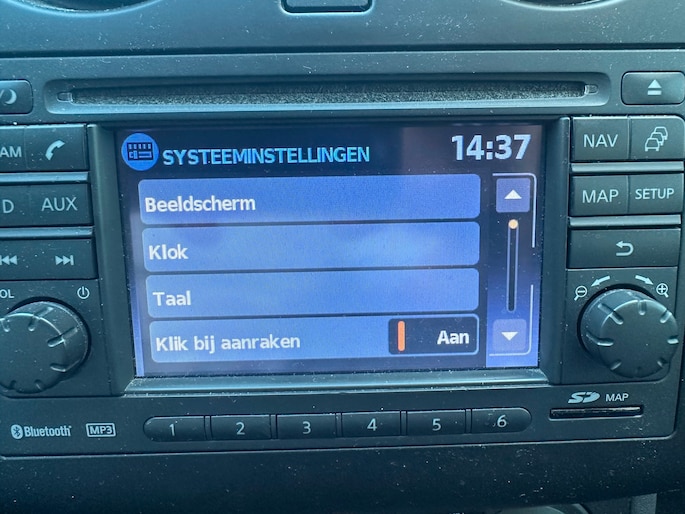 SYSTEEMINSTELLINGEN 14:37
Beeldscherm
Klok
Taal
Klik bij aanraken Aan
AM
D AUX
OL
NAV
MAP SETUP
Bluetooth MP3
1 2 3 4 5 6
SD MAP